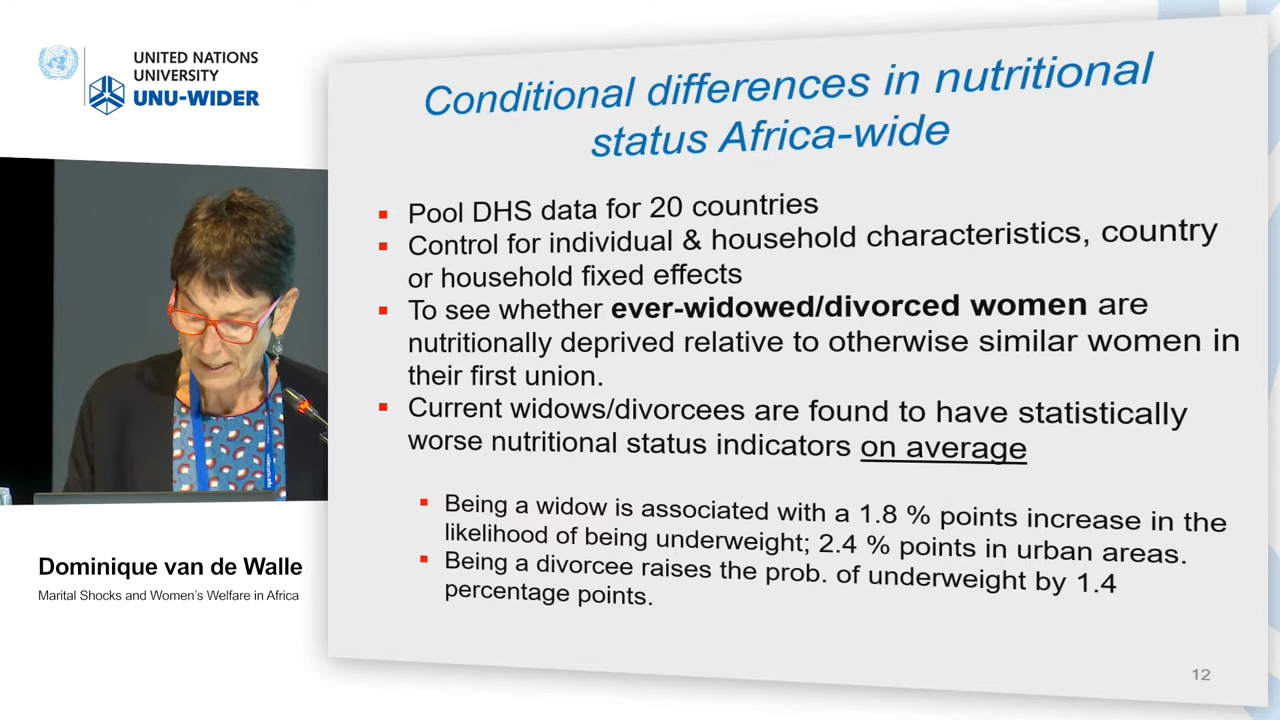 UNITED NATIONS
UNIVERSITY
UNU-WIDER
Conditional differences in nutritional
status Africa-wide
Pool DHS data for 20 countries
Control for individual & household characteristics, country
or household fixed effects
To see whether ever-widowed/divorced women are
nutritionally deprived relative to otherwise similar women in
their first union.
Current widows/divorcees are found to have statistically
worse nutritional status indicators on average
Being a widow is associated with a 1.8 % points increase in the
likelihood of being underweight; 2.4 % points in urban areas.
Being a divorcee raises the prob. of underweight by 1.4
percentage points.
Dominique van de Walle
Marital Shocks and Women's Welfare in Africa
12